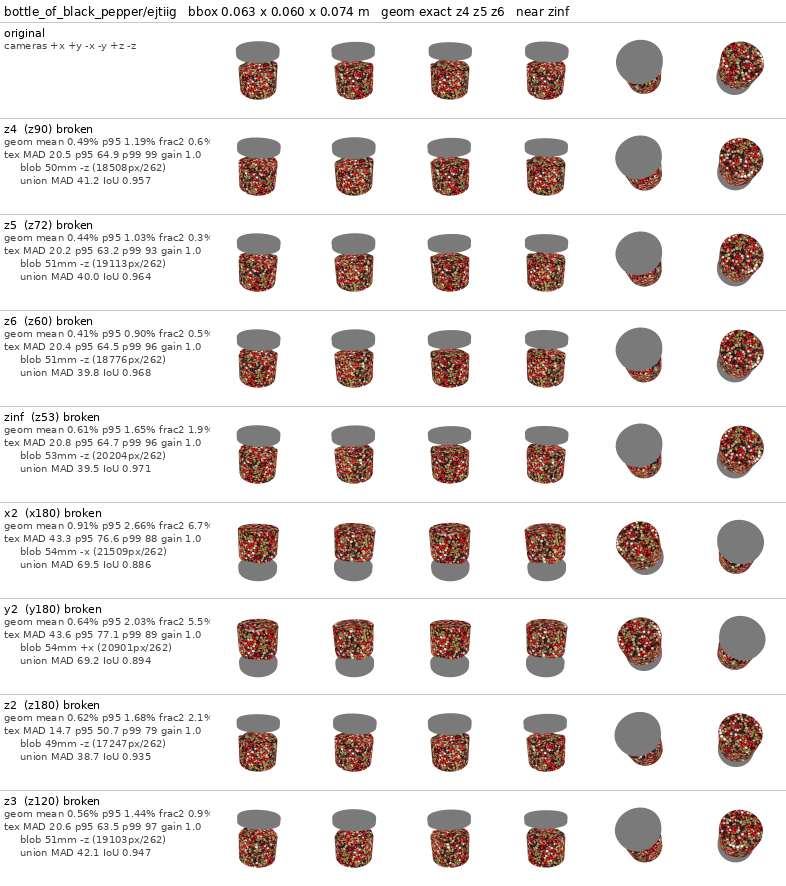 bottle_of_black_pepper/ejtiig bbox 0.063 x 0.060 x 0.074 m geom exact z4 z5 z6 near zinf
original
cameras +x +y -x -y +z -z
z4 (z90) broken
geom mean 0.49% p95 1.19% frac2 0.6%
tex MAD 20.5 p95 64.9 p99 99 gain 1.0
blob 50mm -z (18508px/262)
union MAD 41.2 IoU 0.957
z5 (z72) broken
geom mean 0.44% p95 1.03% frac2 0.3%
tex MAD 20.2 p95 63.2 p99 93 gain 1.0
blob 51mm -z (19113px/262)
union MAD 40.0 IoU 0.964
z6 (z60) broken
geom mean 0.41% p95 0.90% frac2 0.5%
tex MAD 20.4 p95 64.5 p99 96 gain 1.0
blob 51mm -z (18776px/262)
union MAD 39.8 IoU 0.968
zinf (z53) broken
geom mean 0.61% p95 1.65% frac2 1.9%
tex MAD 20.8 p95 64.7 p99 96 gain 1.0
blob 53mm -z (20204px/262)
union MAD 39.5 IoU 0.971
x2 (x180) broken
geom mean 0.91% p95 2.66% frac2 6.7%
tex MAD 43.3 p95 76.6 p99 88 gain 1.0
blob 54mm -x (21509px/262)
union MAD 69.5 IoU 0.886
y2 (y180) broken
geom mean 0.64% p95 2.03% frac2 5.5%
tex MAD 43.6 p95 77.1 p99 89 gain 1.0
blob 54mm +x (20901px/262)
union MAD 69.2 IoU 0.894
z2 (z180) broken
geom mean 0.62% p95 1.68% frac2 2.1%
tex MAD 14.7 p95 50.7 p99 79 gain 1.0
blob 49mm -z (17247px/262)
union MAD 38.7 IoU 0.935
z3 (z120) broken
geom mean 0.56% p95 1.44% frac2 0.9%
tex MAD 20.6 p95 63.5 p99 97 gain 1.0
blob 51mm -z (19103px/262)
union MAD 42.1 IoU 0.947